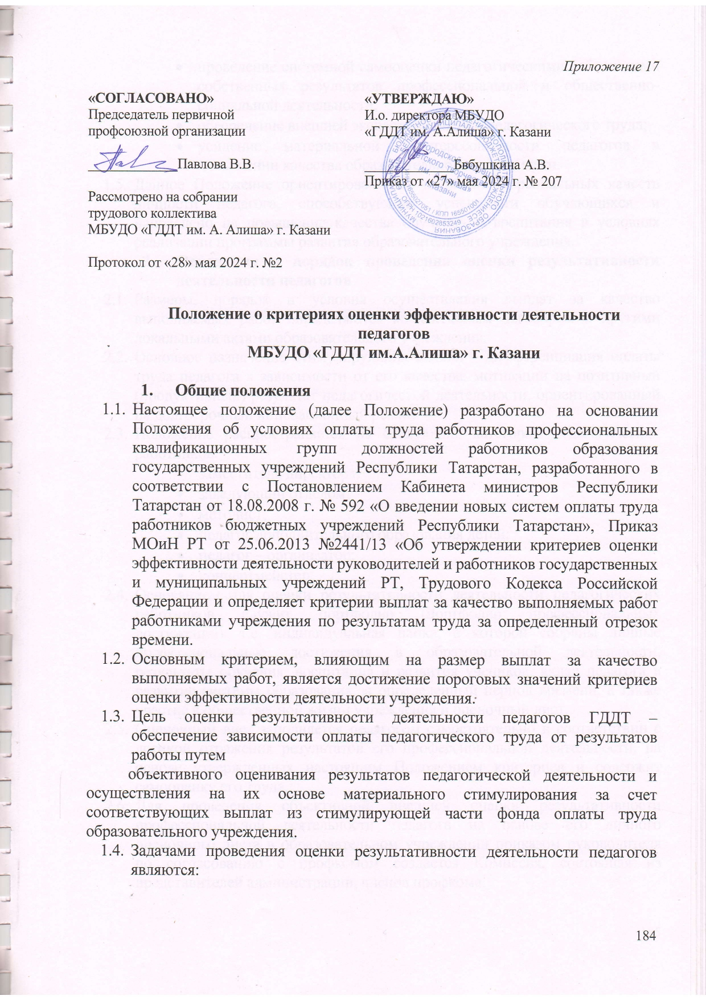 Приложение 17
«СОГЛАСОВАНО»
Председатель первичной
профсоюзной организации
Павлова В.В.
Рассмотрено на собрании
трудового коллектива
МБУДО «ГДДТ им. А. Алиша» г. Казани
Протокол от «28» мая 2024 г. №2
«УТВЕРЖДАЮ»
И.о. директора МБУДО
«ГДДТ им. А.Алиша» г. Казани
Бвбушкина А.В.
Приказ от «27» мая 2024 г. № 207
Положение о критериях оценки эффективности деятельности
педагогов
МБУДО «ГДДТ им.А.Алиша» г. Казани
1. Общие положения
1.1. Настоящее положение (далее Положение) разработано на основании
Положения об условиях оплаты труда работников профессиональных
квалификационных групп должностей работников образования
государственных учреждений Республики Татарстан, разработанного в
соответствии с Постановлением Кабинета министров Республики
Татарстан от 18.08.2008 г. № 592 «О введении новых систем оплаты труда
работников бюджетных учреждений Республики Татарстан», Приказ
МОиН РТ от 25.06.2013 №2441/13 «Об утверждении критериев оценки
эффективности деятельности руководителей и работников государственных
и муниципальных учреждений РТ, Трудового Кодекса Российской
Федерации и определяет критерии выплат за качество выполняемых работ
работниками учреждения по результатам труда за определенный отрезок
времени.
1.2. Основным критерием, влияющим на размер выплат за качество
выполняемых работ, является достижение пороговых значений критериев
оценки эффективности деятельности учреждения.
1.3. Цель оценки результативности деятельности педагогов ГДДТ –
обеспечение зависимости оплаты педагогического труда от результатов
работы путем
объективного оценивания результатов педагогической деятельности и
осуществления на их основе материального стимулирования за счет
соответствующих выплат из стимулирующей части фонда оплаты труда
образовательного учреждения.
1.4. Задачами проведения оценки результативности деятельности педагогов
являются:
184